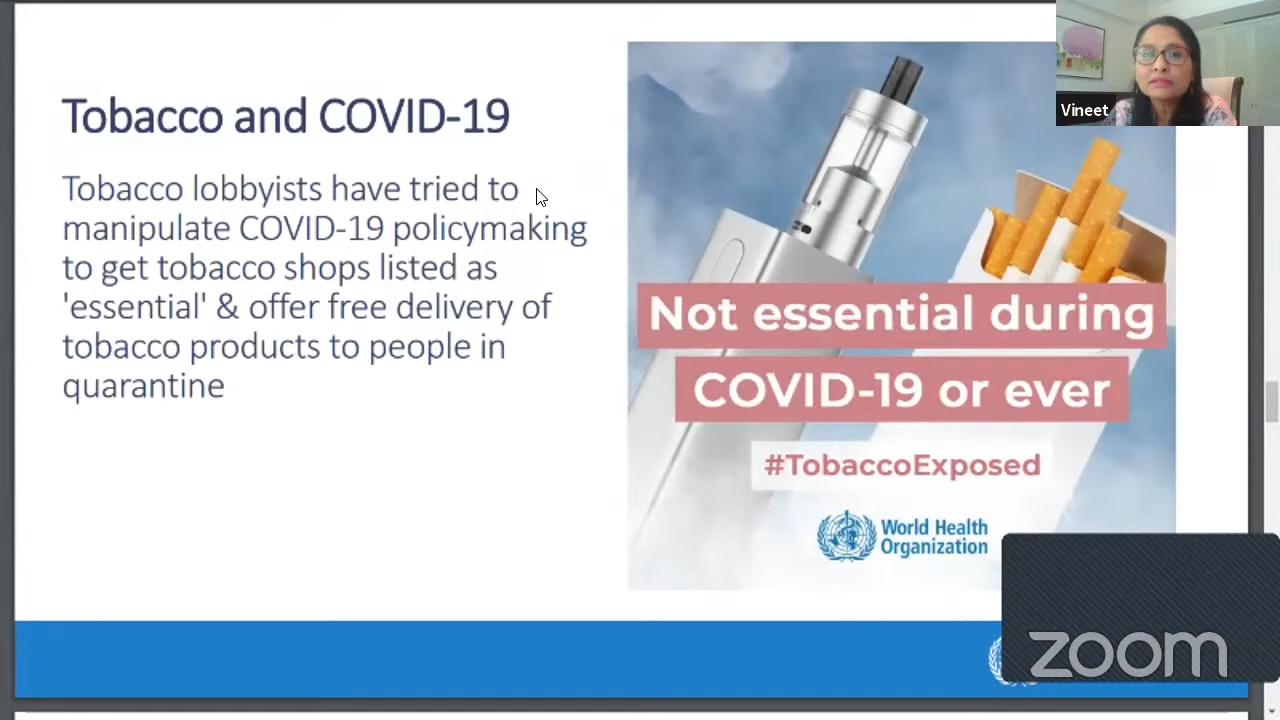 Tobacco and COVID-19
Tobacco lobbyists have tried to
manipulate COVID-19 policymaking
to get tobacco shops listed as
'essential' & offer free delivery of
tobacco products to people in
quarantine
Vineet
Not essential during
COVID-19 or ever
#TobaccoExposed
World Health
Organization
zoom